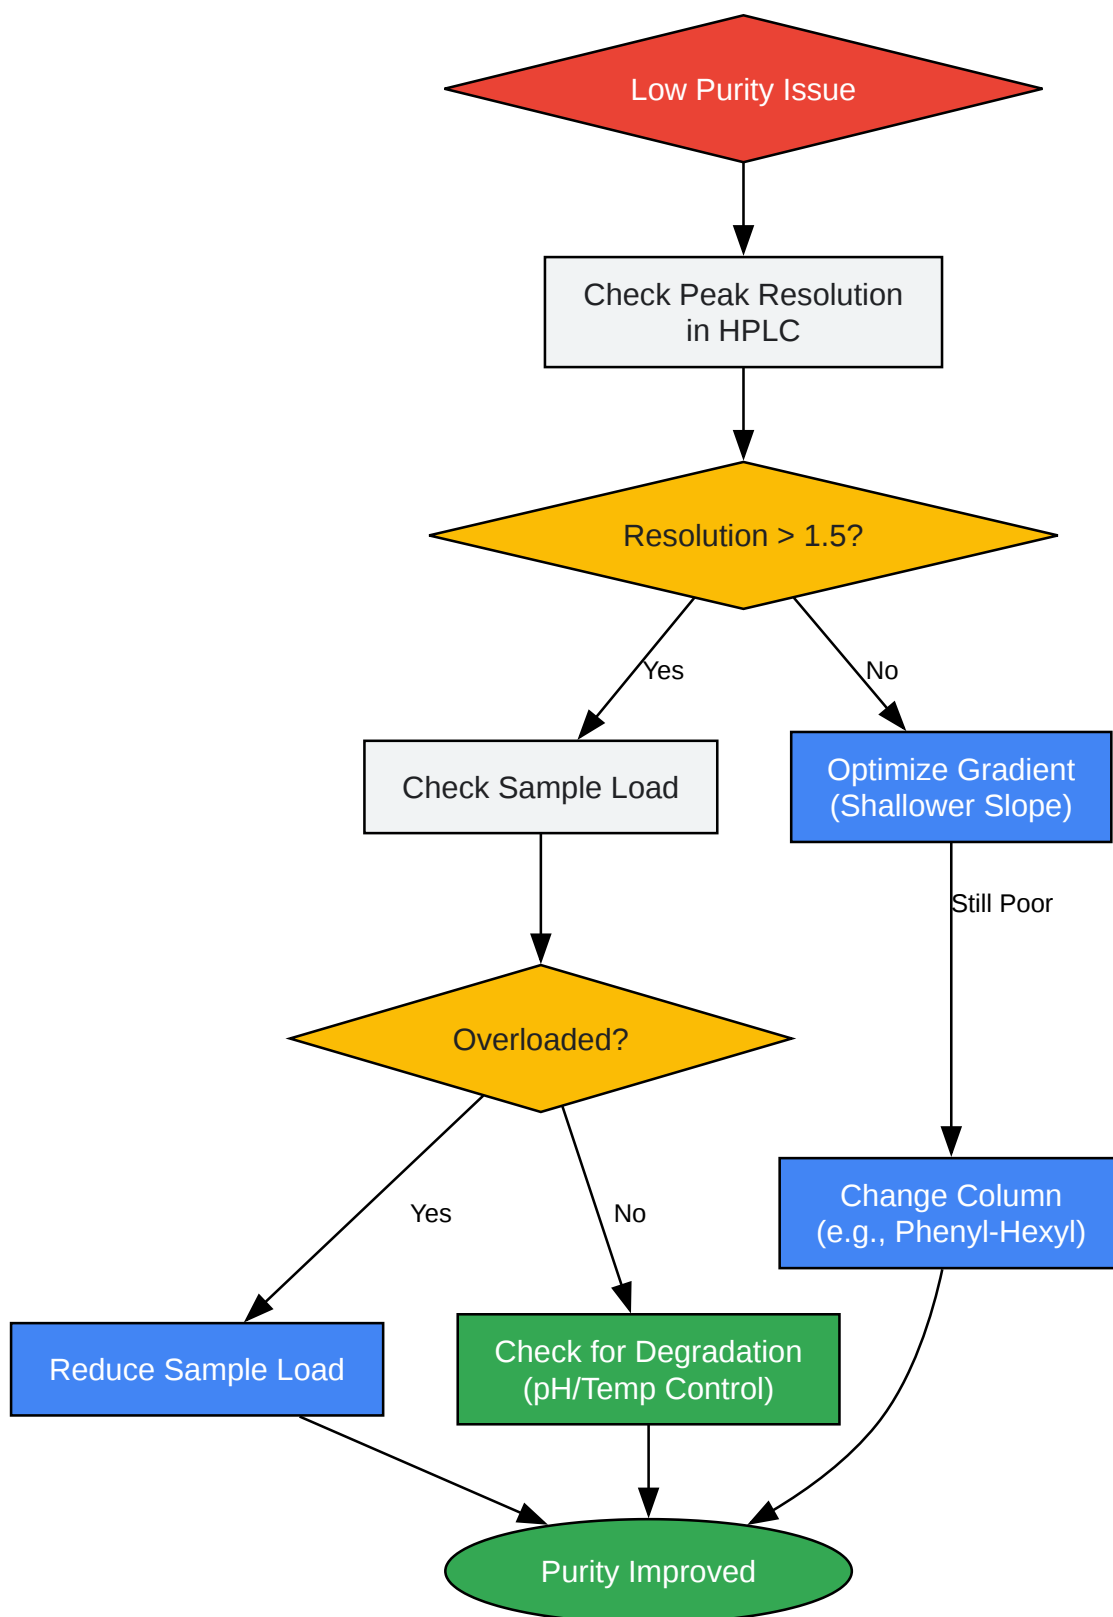 Low Purity Issue
Check Peak Resolution
in HPLC
Resolution > 1.5?
Yes
No
Check Sample Load
Optimize Gradient
(Shallower Slope)
Still Poor
Overloaded?
Yes
No
Change Column
(e.g., Phenyl-Hexyl)
Reduce Sample Load
Check for Degradation
(pH/Temp Control)
Purity Improved